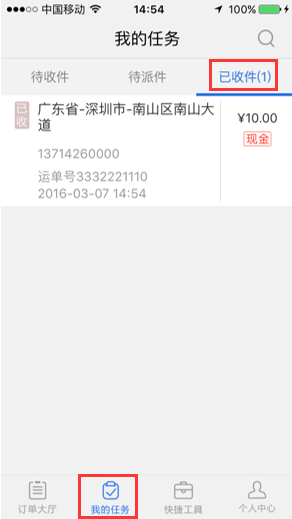 中国移动 14:54 100%
我的任务
待收件 待派件 已收件(1)
已收 广东省-深圳市-南山区南山大道 ¥10.00
13714260000 现金
运单号3332221110
2016-03-07 14:54
订单大厅 我的任务 快捷工具 个人中心